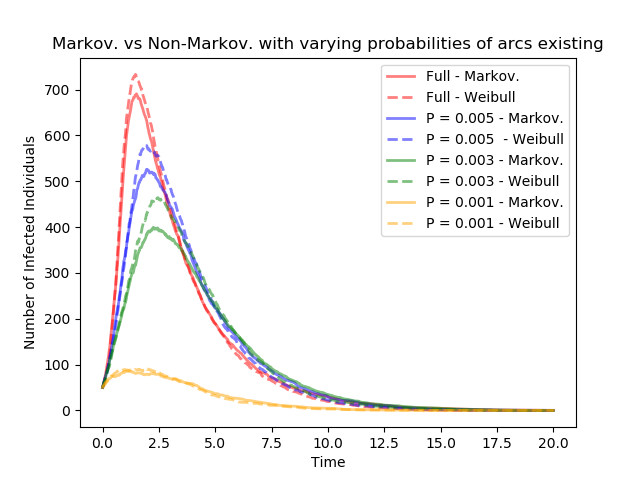 Markov. vs Non-Markov. with varying probabilities of arcs existing
Full - Markov.
Full - Weibull
P = 0.005 - Markov.
P = 0.005  - Weibull
P = 0.003 - Markov.
P = 0.003 - Weibull
P = 0.001 - Markov.
P = 0.001 - Weibull
Number of Infected Individuals
700
600
500
400
300
200
100
0
0.0 2.5 5.0 7.5 10.0 12.5 15.0 17.5 20.0
Time